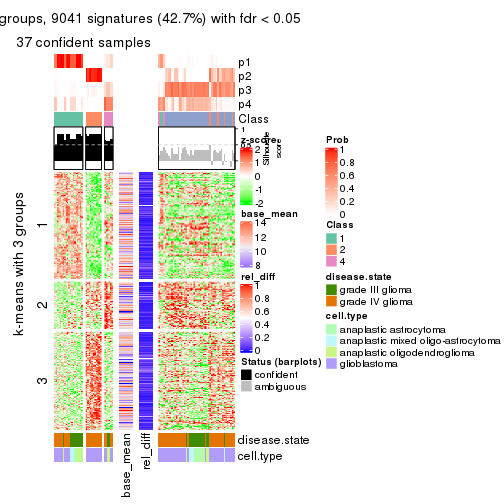 groups, 9041 signatures (42.7%) with fdr < 0.05
37 confident samples
p1
p2
p3
p4
Class
1
0.5
0
Silhouette
score
k-means with 3 groups
1
2
3
z-score
2
1
0
-1
-2
base_mean
14
12
10
8
rel_diff
1
0.8
0.6
0.4
0.2
0
Status (barplots)
confident
ambiguous
Prob
1
0.8
0.6
0.4
0.2
0
Class
1
2
4
disease.state
grade III glioma
grade IV glioma
cell.type
anaplastic astrocytoma
anaplastic mixed oligo-astrocytoma
anaplastic oligodendroglioma
glioblastoma
disease.state
cell.type
base_mean
rel_diff